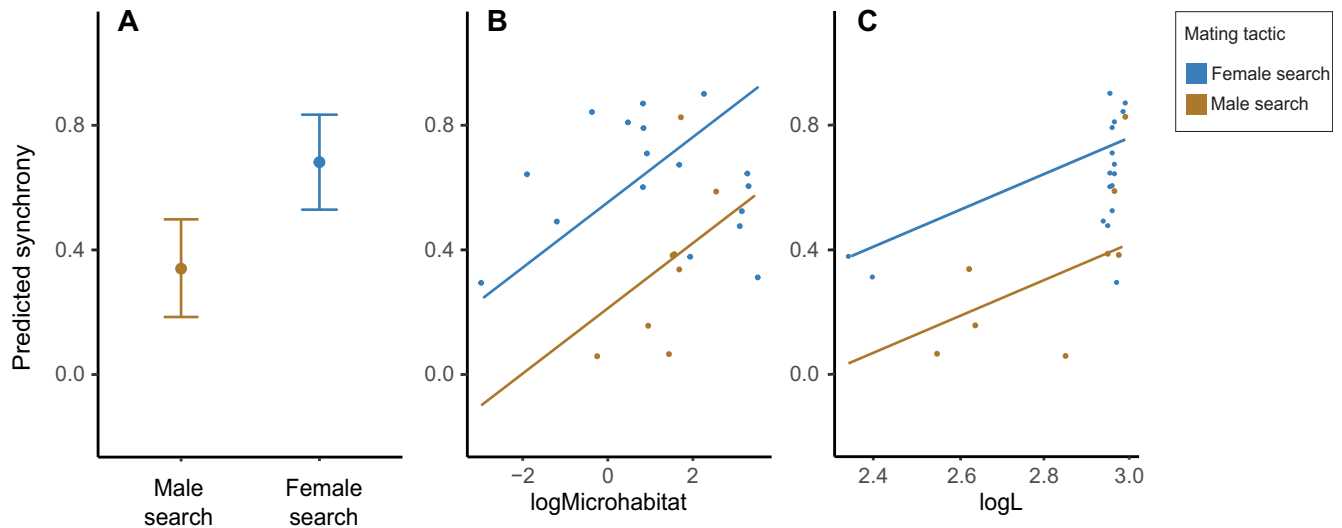 A
B
C
Mating tactic
Female search
Male search
Predicted synchrony
0.8
0.4
0.0
Male
search
Female
search
0.8
0.4
0.0
−2
0
2
logMicrohabitat
0.8
0.4
0.0
2.4
2.6
2.8
3.0
logL